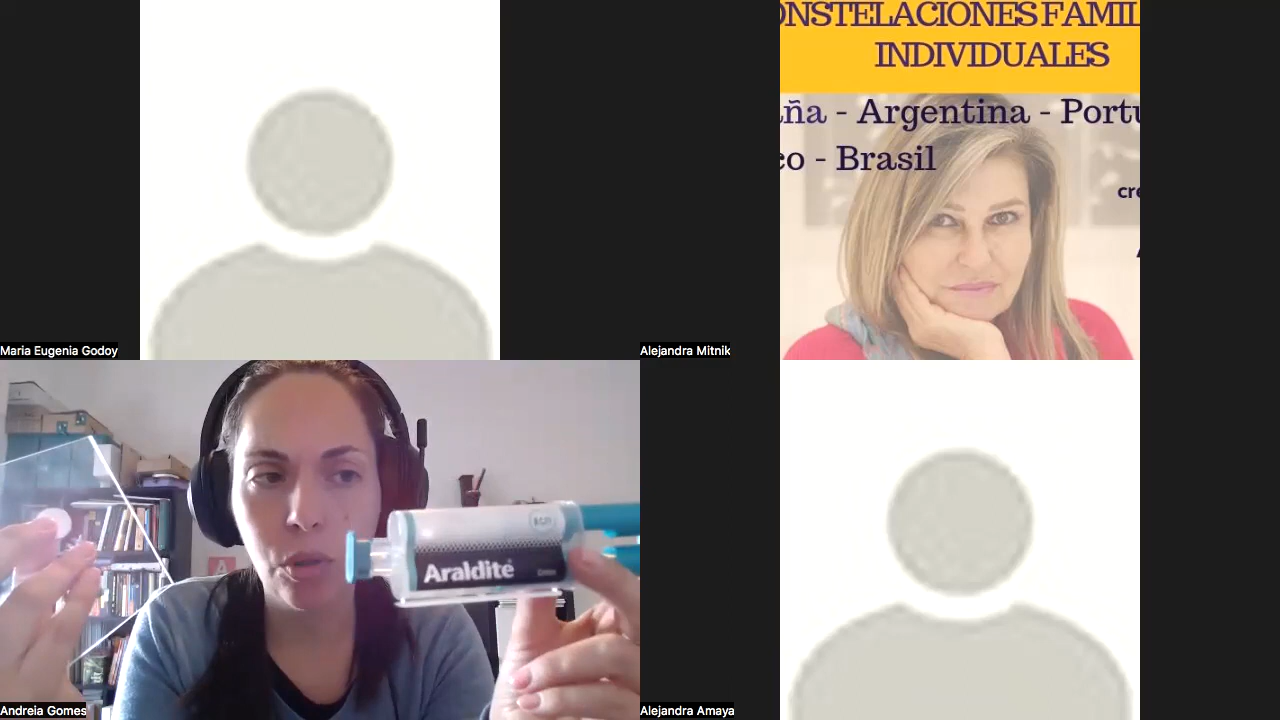 ONSTELACIONES FAMIL
INDIVIDUALES
ña - Argentina - Portu
co - Brasil
cre
Maria Eugenia Godoy
Alejandra Mitnik
Araldite
Andreia Gomes
Alejandra Amaya